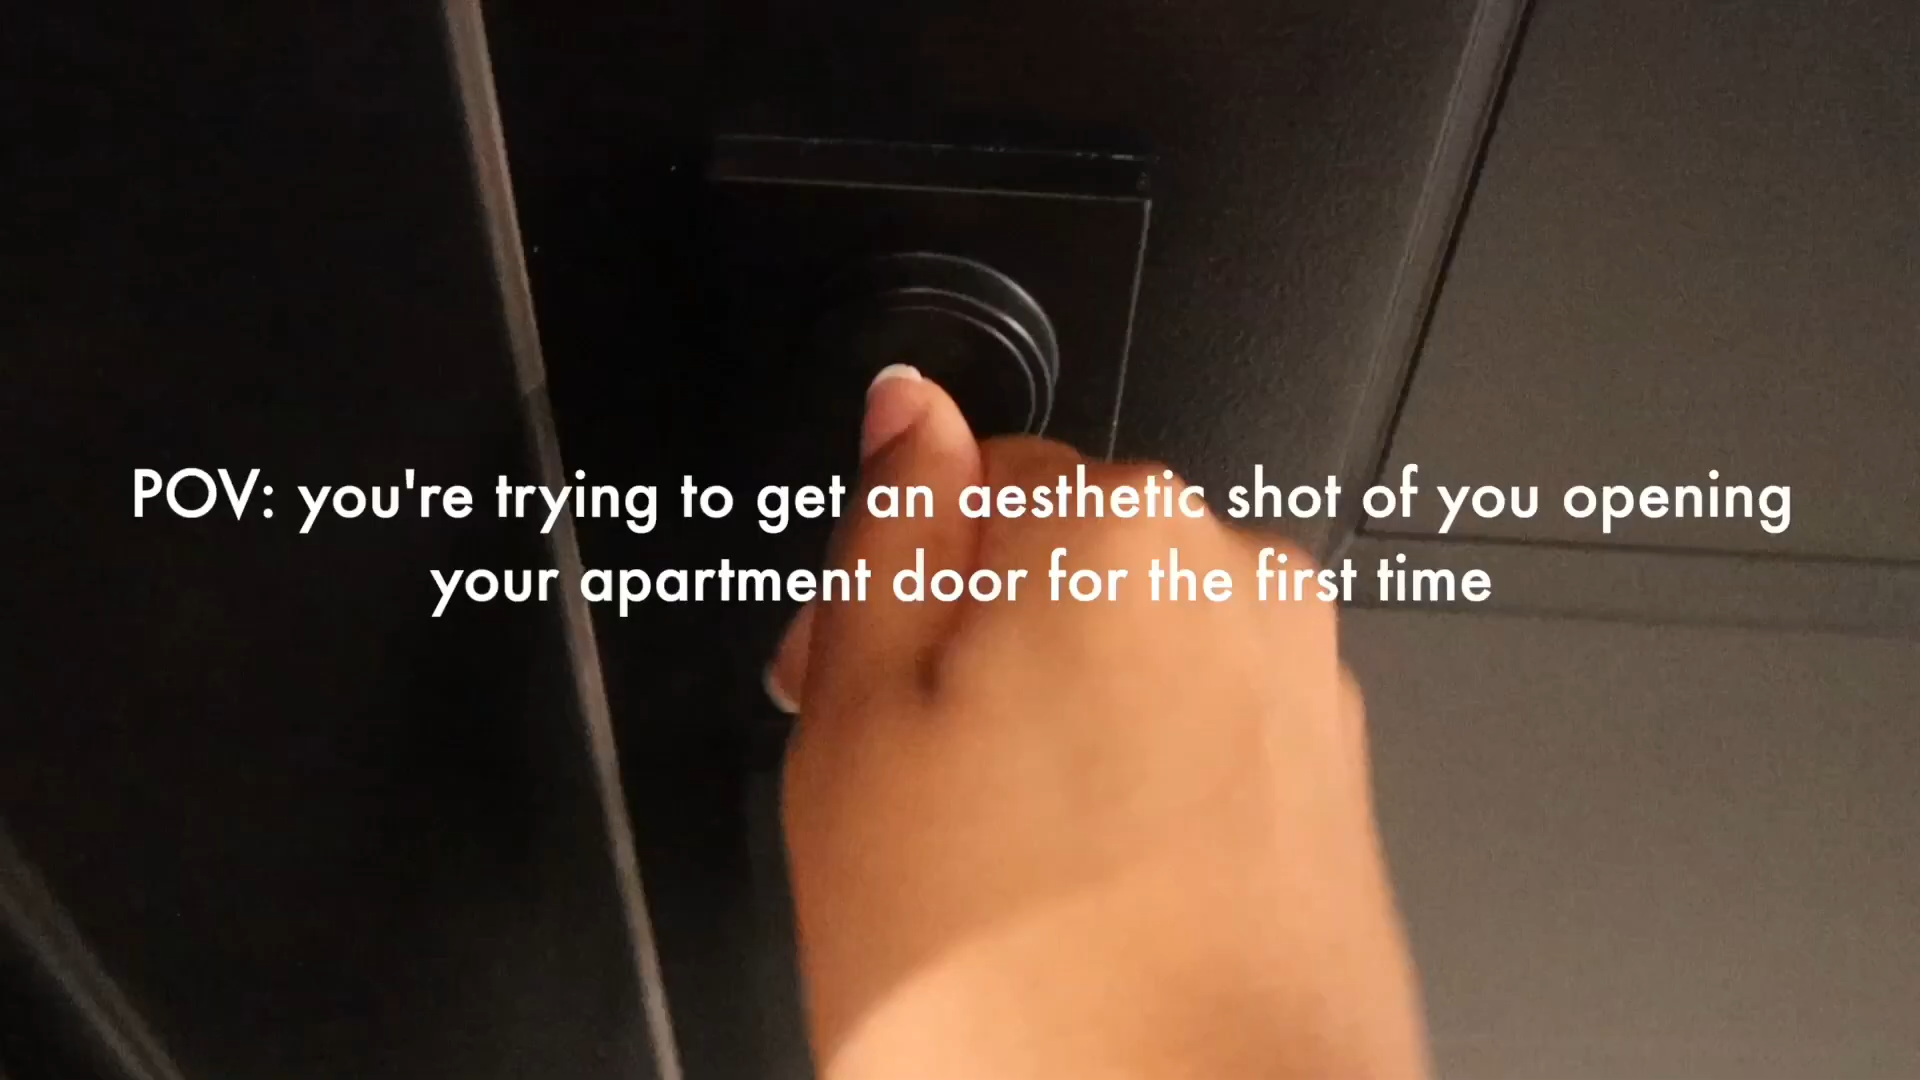 POV: you're trying to get an aesthetic shot of you opening
your apartment door for the first time